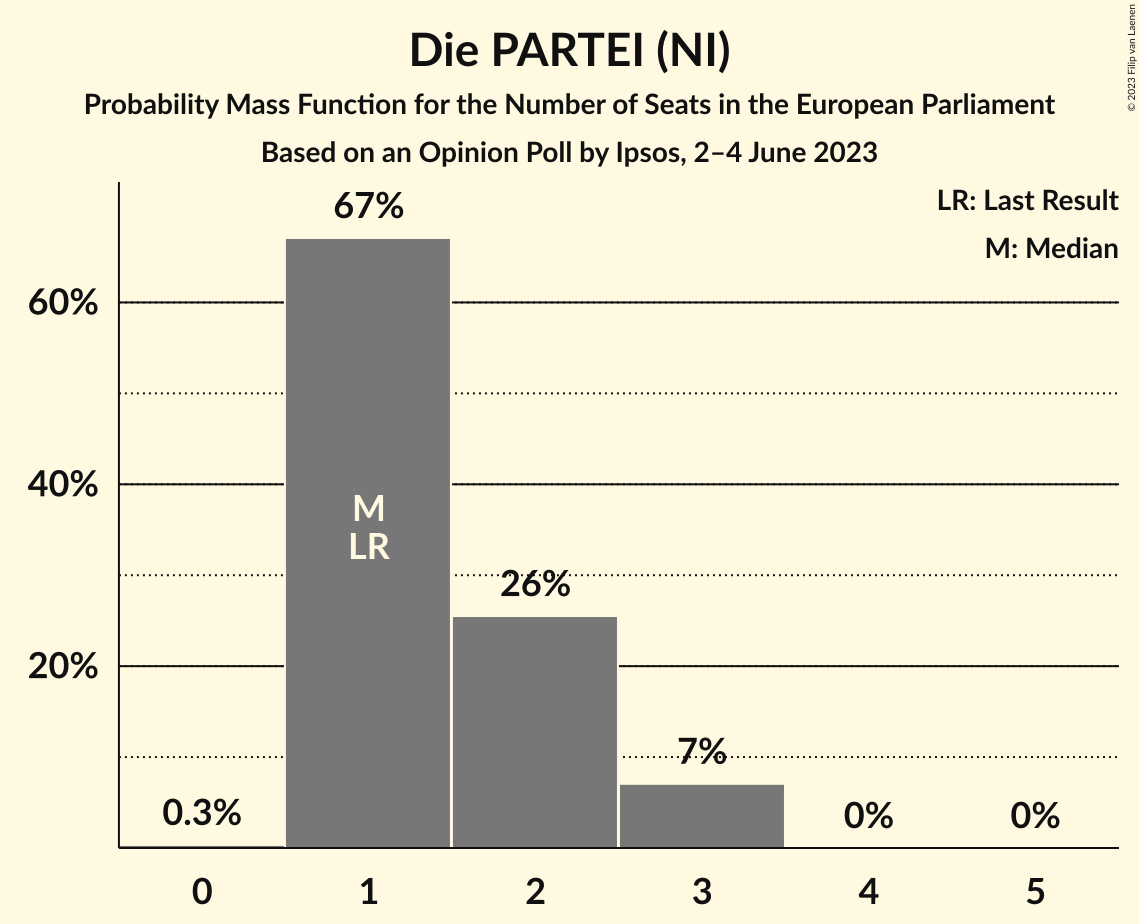 Die PARTEI (NI)
Probability Mass Function for the Number of Seats in the European Parliament
Based on an Opinion Poll by Ipsos, 2–4 June 2023
© 2023 Filip van Laenen
LR: Last Result
M: Median
67%
60%
40%
M
LR
26%
20%
7%
0.3%
0%
0%
0
1
2
3
4
5